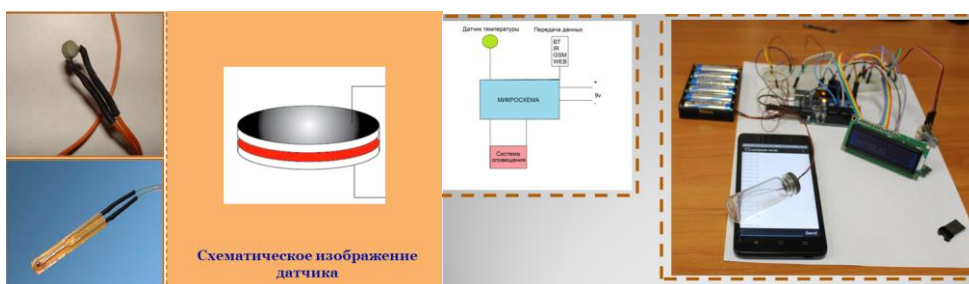 Схематическое изображение
датчика
Датчик температуры
Передача данных
BT
IR
GSM
WEB
МИКРОСХЕМА
+
9v
-
Система
оповещения